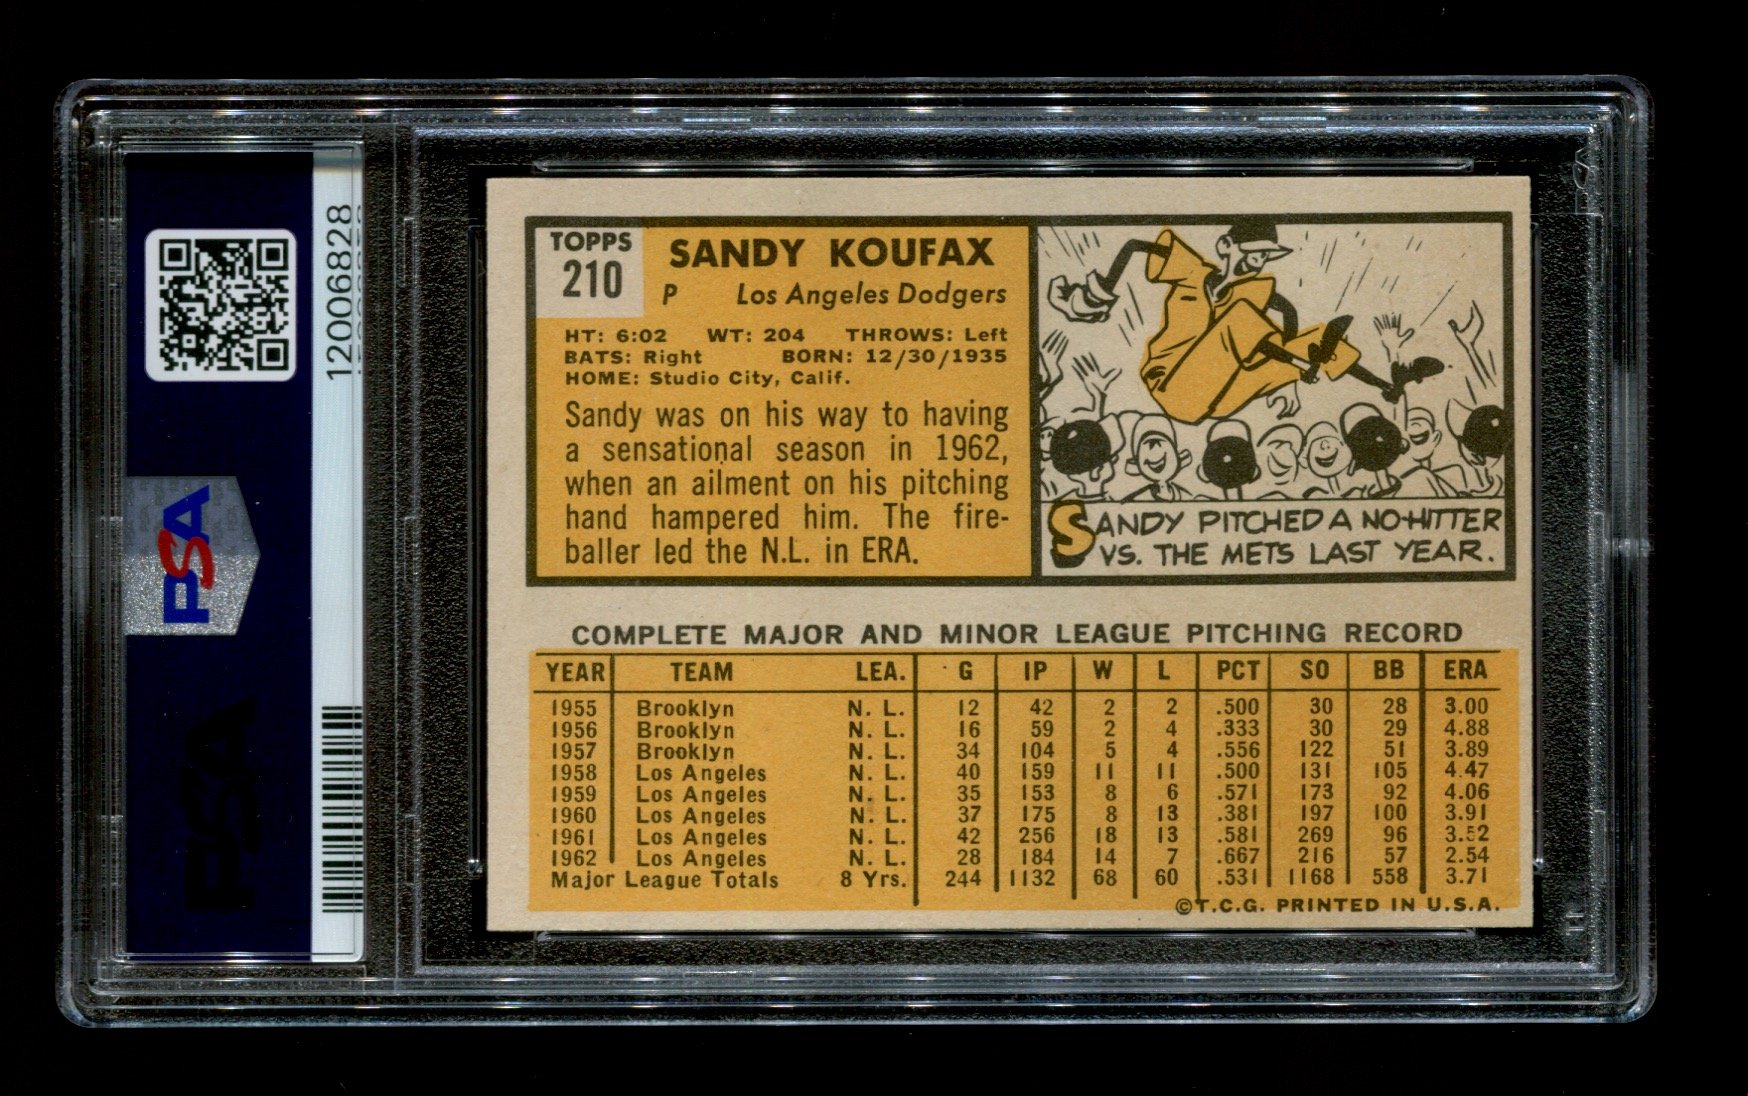 12006828
PSA
PSA
TOPPS
210
SANDY KOUFAX
P Los Angeles Dodgers
HT: 6:02 WT: 204 THROWS: Left
BATS: Right BORN: 12/30/1935
HOME: Studio City, Calif.
Sandy was on his way to having
a sensational season in 1962,
when an ailment on his pitching
hand hampered him. The fire-
baller led the N.L. in ERA.
SANDY PITCHED A NO-HITTER
VS. THE METS LAST YEAR.
COMPLETE MAJOR AND MINOR LEAGUE PITCHING RECORD
YEAR TEAM LEA. G IP W L PCT SO BB ERA
1955 Brooklyn N. L. 12 42 2 2 .500 30 28 3.00
1956 Brooklyn N. L. 16 59 2 4 .333 30 29 4.88
1957 Brooklyn N. L. 34 104 5 4 .556 122 51 3.89
1958 Los Angeles N. L. 40 159 11 11 .500 131 105 4.47
1959 Los Angeles N. L. 35 153 8 6 .571 173 92 4.06
1960 Los Angeles N. L. 37 175 8 13 .381 197 100 3.91
1961 Los Angeles N. L. 42 256 18 13 .581 269 96 3.52
1962 Los Angeles N. L. 28 184 14 7 .667 216 57 2.54
Major League Totals 8 Yrs. 244 1132 68 60 .531 1168 558 3.71
©T.C.G. PRINTED IN U.S.A.